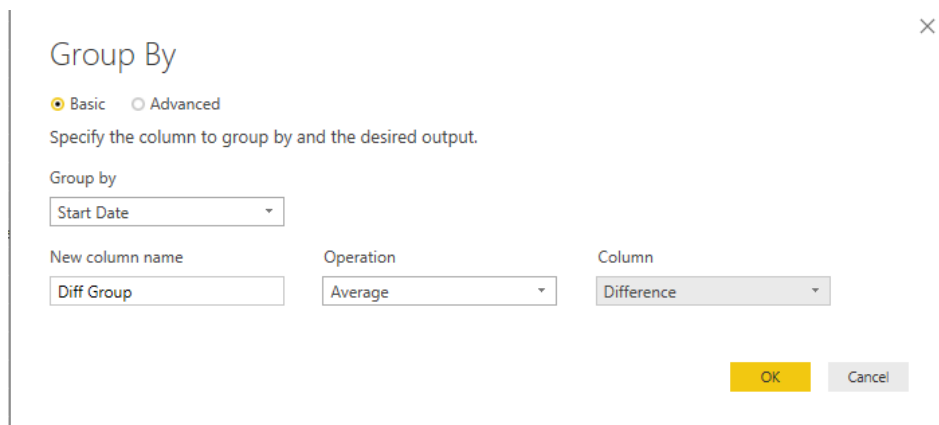 Group By
Basic Advanced
Specify the column to group by and the desired output.
Group by
Start Date
New column name Operation Column
Diff Group Average Difference
OK Cancel